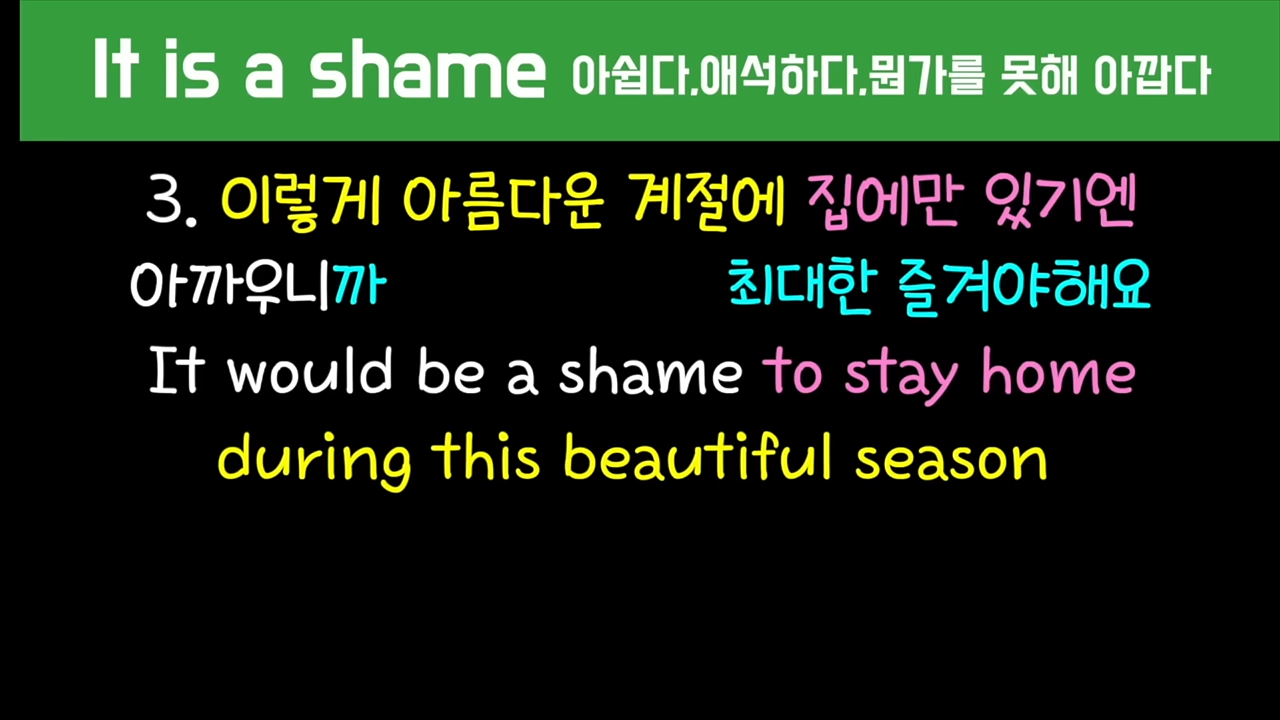 It is a shame 아쉽다,애석하다,뭔가를 못해 아깝다
3. 이렇게 아름다운 계절에 집에만 있기엔
아까우니까 최대한 즐겨야해요
It would be a shame to stay home
during this beautiful season